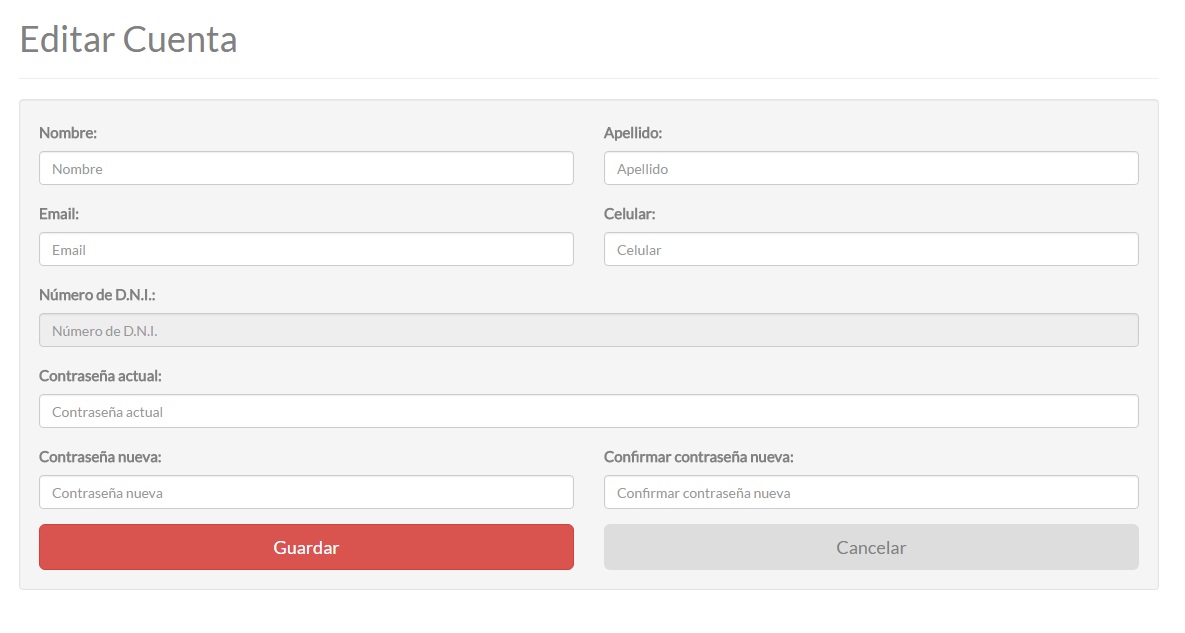 Editar Cuenta
Nombre:
Apellido:
Nombre
Apellido
Email:
Celular:
Email
Celular
Número de D.N.I.:
Número de D.N.I.
Contraseña actual:
Contraseña actual
Contraseña nueva:
Confirmar contraseña nueva:
Contraseña nueva
Confirmar contraseña nueva
Guardar
Cancelar